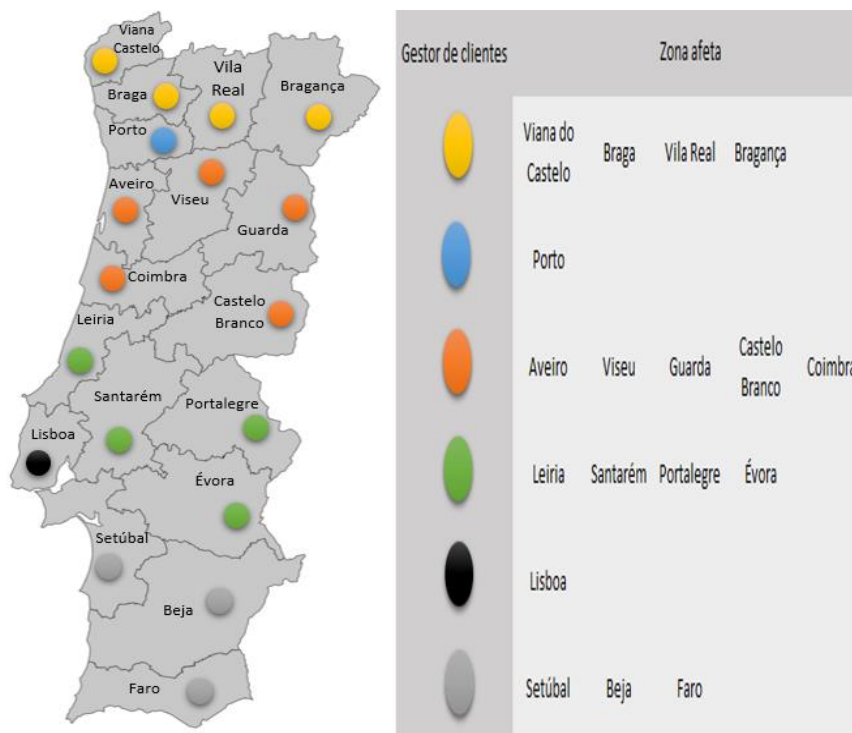 Viana
Castelo
Braga
Vila
Real
Bragança
Porto
Aveiro
Viseu
Guarda
Coimbra
Castelo
Branco
Leiria
Santarém
Portalegre
Lisboa
Évora
Setúbal
Beja
Faro
Gestor de clientes Zona afeta
Viana do
Castelo Braga Vila Real Bragança
Porto
Aveiro Viseu Guarda Castelo
Branco Coimbra
Leiria Santarém Portalegre Évora
Lisboa
Setúbal Beja Faro